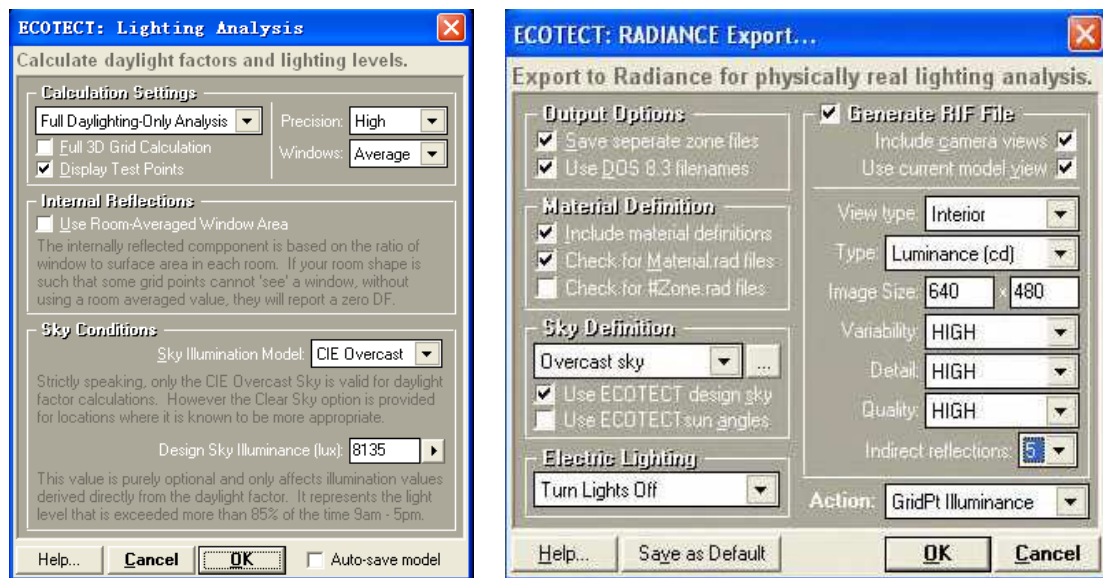 ECOTECT: Lighting Analysis
Calculate daylight factors and lighting levels.
Calculation Settings
Full Daylighting-Only Analysis
Full 3D Grid Calculation
Display Test Points
Precision: High
Windows: Average
Internal Reflections
Use Room-Averaged Window Area
The internally reflected compponent is based on the ratio of
window to surface area in each room. If your room shape is
such that some grid points cannot 'see' a window, without
using a room averaged value, they will report a zero DF.
Sky Conditions
Sky Illumination Model: CIE Overcast
Strictly speaking, only the CIE Overcast Sky is valid for daylight
factor calculations. However the Clear Sky option is provided
for locations where it is known to be more appropriate.
Design Sky Illuminance (lux): 8135
This value is purely optional and only affects illumination values
derived directly from the daylight factor. It represents the light
level that is exceeded more than 85% of the time 9am - 5pm.
Help... Cancel OK Auto-save model
ECOTECT: RADIANCE Export...
Export to Radiance for physically real lighting analysis.
Output Options
Save seperate zone files
Use DOS 8.3 filenames
Material Definition
Include material definitions
Check for Material.rad files
Check for #Zone.rad files
Sky Definition
Overcast sky ...
Use ECOTECT design sky
Use ECOTECT sun angles
Electric Lighting
Turn Lights Off
Generate RIF File
Include camera views
Use current model view
View type: Interior
Type: Luminance (cd)
Image Size: 640 x 480
Variability: HIGH
Detail: HIGH
Quality: HIGH
Indirect reflections: 5
Action: GridPt Illuminance
Help... Save as Default OK Cancel